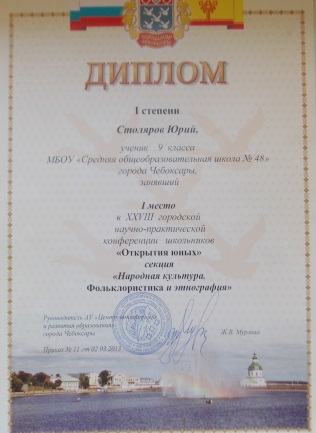 ДИПЛОМ
I степени
Столяров Юрий,
ученик 9 класса
МБОУ «Средняя общеобразовательная школа № 48»
города Чебоксары,
занявший
I место
в XXVIII городской
научно-практической
конференции школьников
«Открытия юных»
секция
«Народная культура.
Фольклористика и этнография»
Руководитель АУ «Центр мониторинга
и развития образования»
города Чебоксары
Ж.В. Мурзина
Приказ № 11 от 02.03.2013